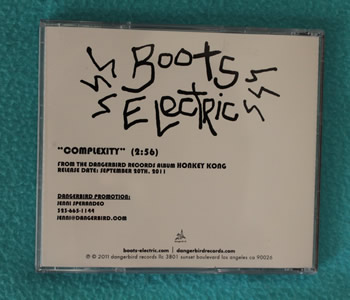 Boots
Electric
"COMPLEXITY" (2:56)
FROM THE DANGERBIRD RECORDS ALBUM HONKEY KONG
RELEASE DATE: SEPTEMBER 20TH, 2011
DANGERBIRD PROMOTION:
JENNI SPERANDEO
323-665-1144
JENNI@DANGERBIRD.COM
boots-electric.com | dangerbirdrecords.com
℗ © 2011 dangerbird records llc 3801 sunset boulevard los angeles ca 90026